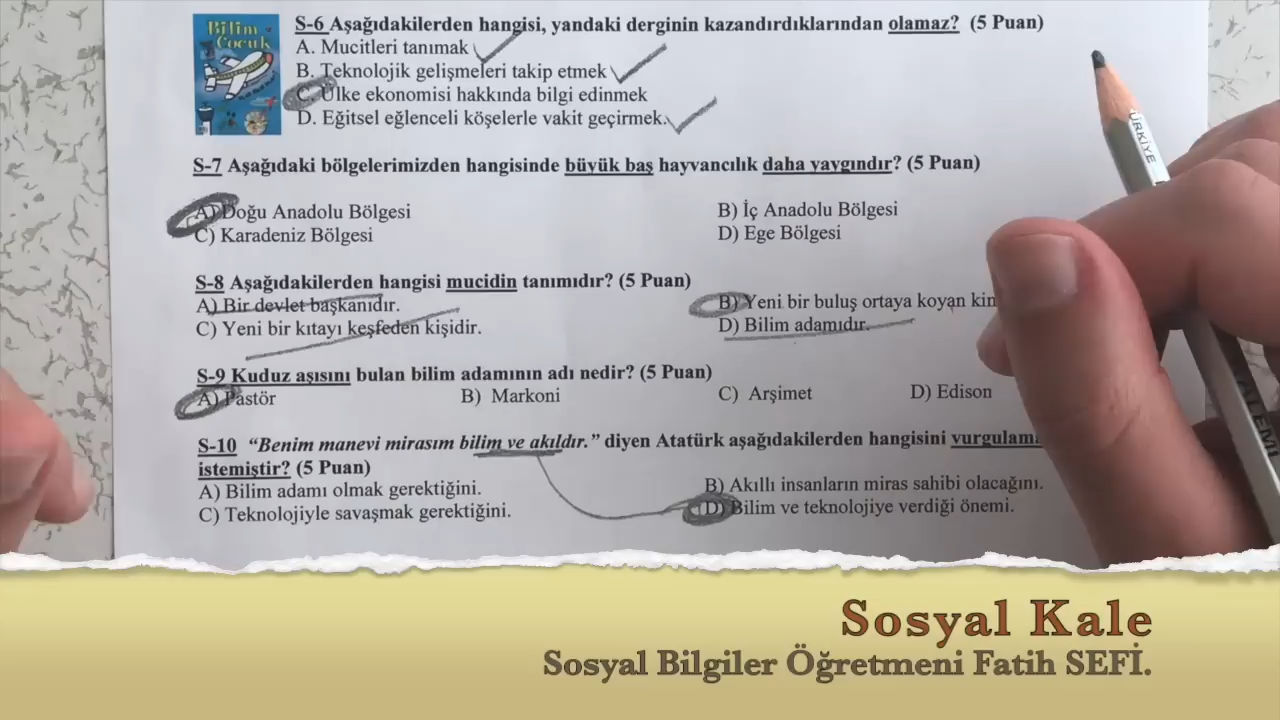 Bilim Çocuk
S-6 Aşağıdakilerden hangisi, yandaki derginin kazandırdıklarından olamaz? (5 Puan)
A. Mucitleri tanımak
B. Teknolojik gelişmeleri takip etmek
C. Ülke ekonomisi hakkında bilgi edinmek
D. Eğitsel eğlenceli köşelerle vakit geçirmek.
S-7 Aşağıdaki bölgelerimizden hangisinde büyük baş hayvancılık daha yaygındır? (5 Puan)
A) Doğu Anadolu Bölgesi B) İç Anadolu Bölgesi
C) Karadeniz Bölgesi D) Ege Bölgesi
S-8 Aşağıdakilerden hangisi mucidin tanımıdır? (5 Puan)
A) Bir devlet başkanıdır. B) Yeni bir buluş ortaya koyan
C) Yeni bir kıtayı keşfeden kişidir. D) Bilim adamıdır.
S-9 Kuduz aşısını bulan bilim adamının adı nedir? (5 Puan)
A) Pastör B) Markoni C) Arşimet D) Edison
S-10 “Benim manevi mirasım bilim ve akıldır.” diyen Atatürk aşağıdakilerden hangisini
istemiştir? (5 Puan)
A) Bilim adamı olmak gerektiğini. B) Akıllı insanların miras sahibi olacağını.
C) Teknolojiyle savaşmak gerektiğini. D) Bilim ve teknolojiye verdiği önemi.
TÜRKİYE
Sosyal Kale
Sosyal Bilgiler Öğretmeni Fatih SEFİ.